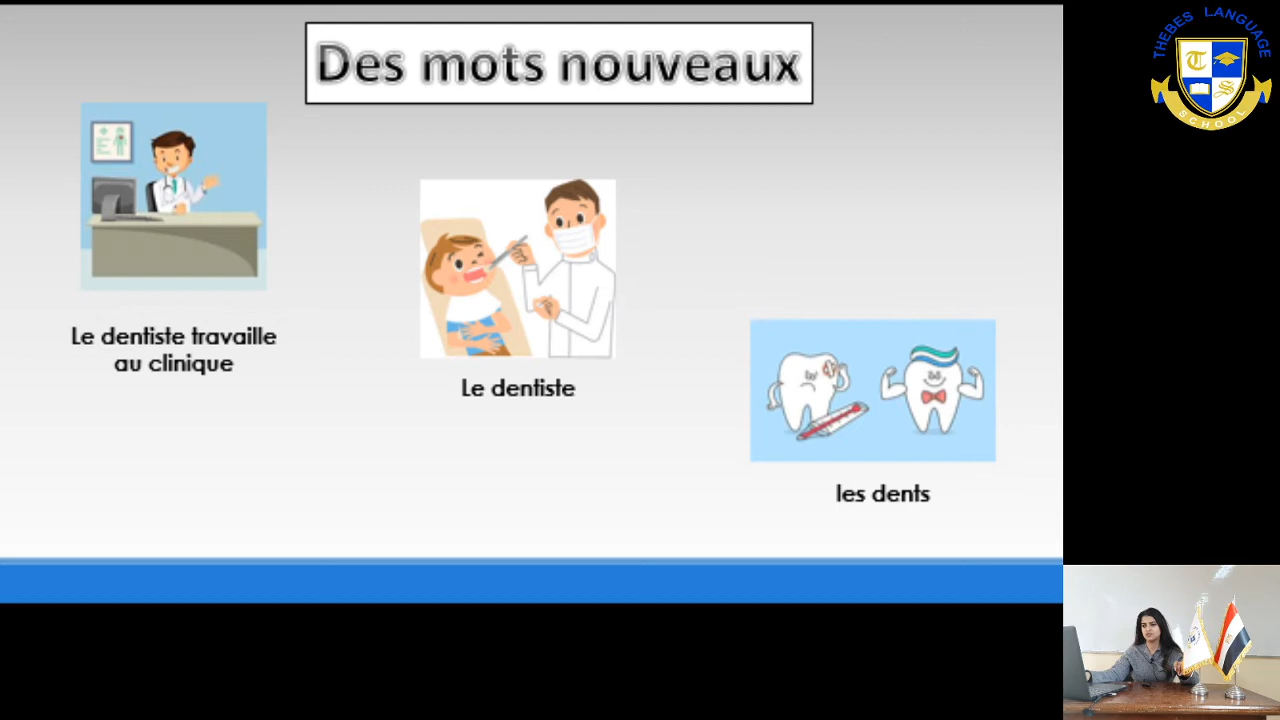 Des mots nouveaux
Le dentiste travaille
au clinique
Le dentiste
les dents
THEBES LANGUAGE
T
S
SCHOOL